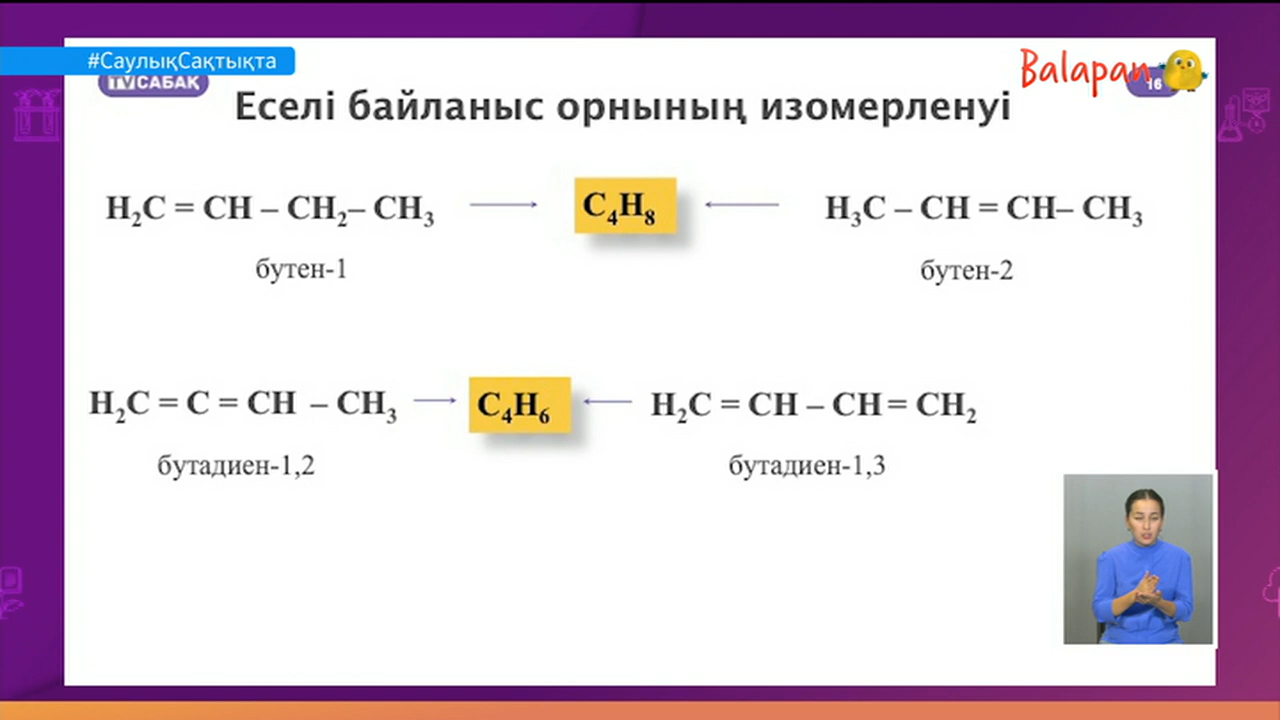 #СаулықСақтықта
Balapan
TVСАБАҚ
16
Еселі байланыс орнының изомерленуі
H₂C = CH – CH₂– CH₃
C₄H₈
H₃C – CH = CH– CH₃
бутен-1
бутен-2
H₂C = C = CH – CH₃
C₄H₆
H₂C = CH – CH= CH₂
бутадиен-1,2
бутадиен-1,3